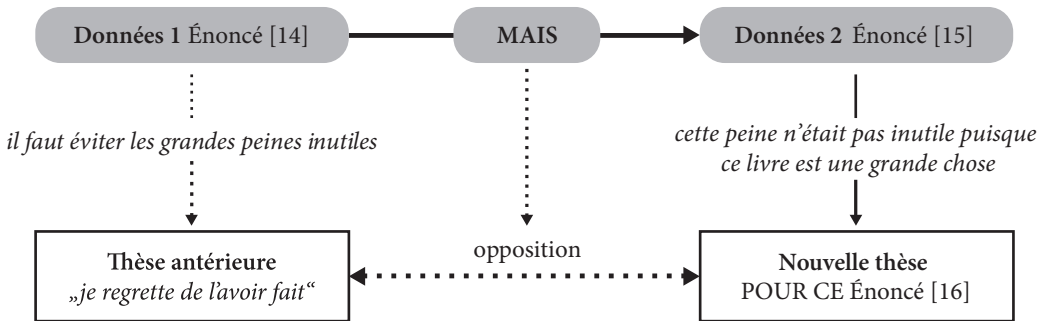 Données 1 Énoncé [14]
MAIS
Données 2 Énoncé [15]
il faut éviter les grandes peines inutiles
cette peine n’était pas inutile puisque
ce livre est une grande chose
opposition
Thèse antérieure
„je regrette de l’avoir fait“
Nouvelle thèse
POUR CE Énoncé [16]